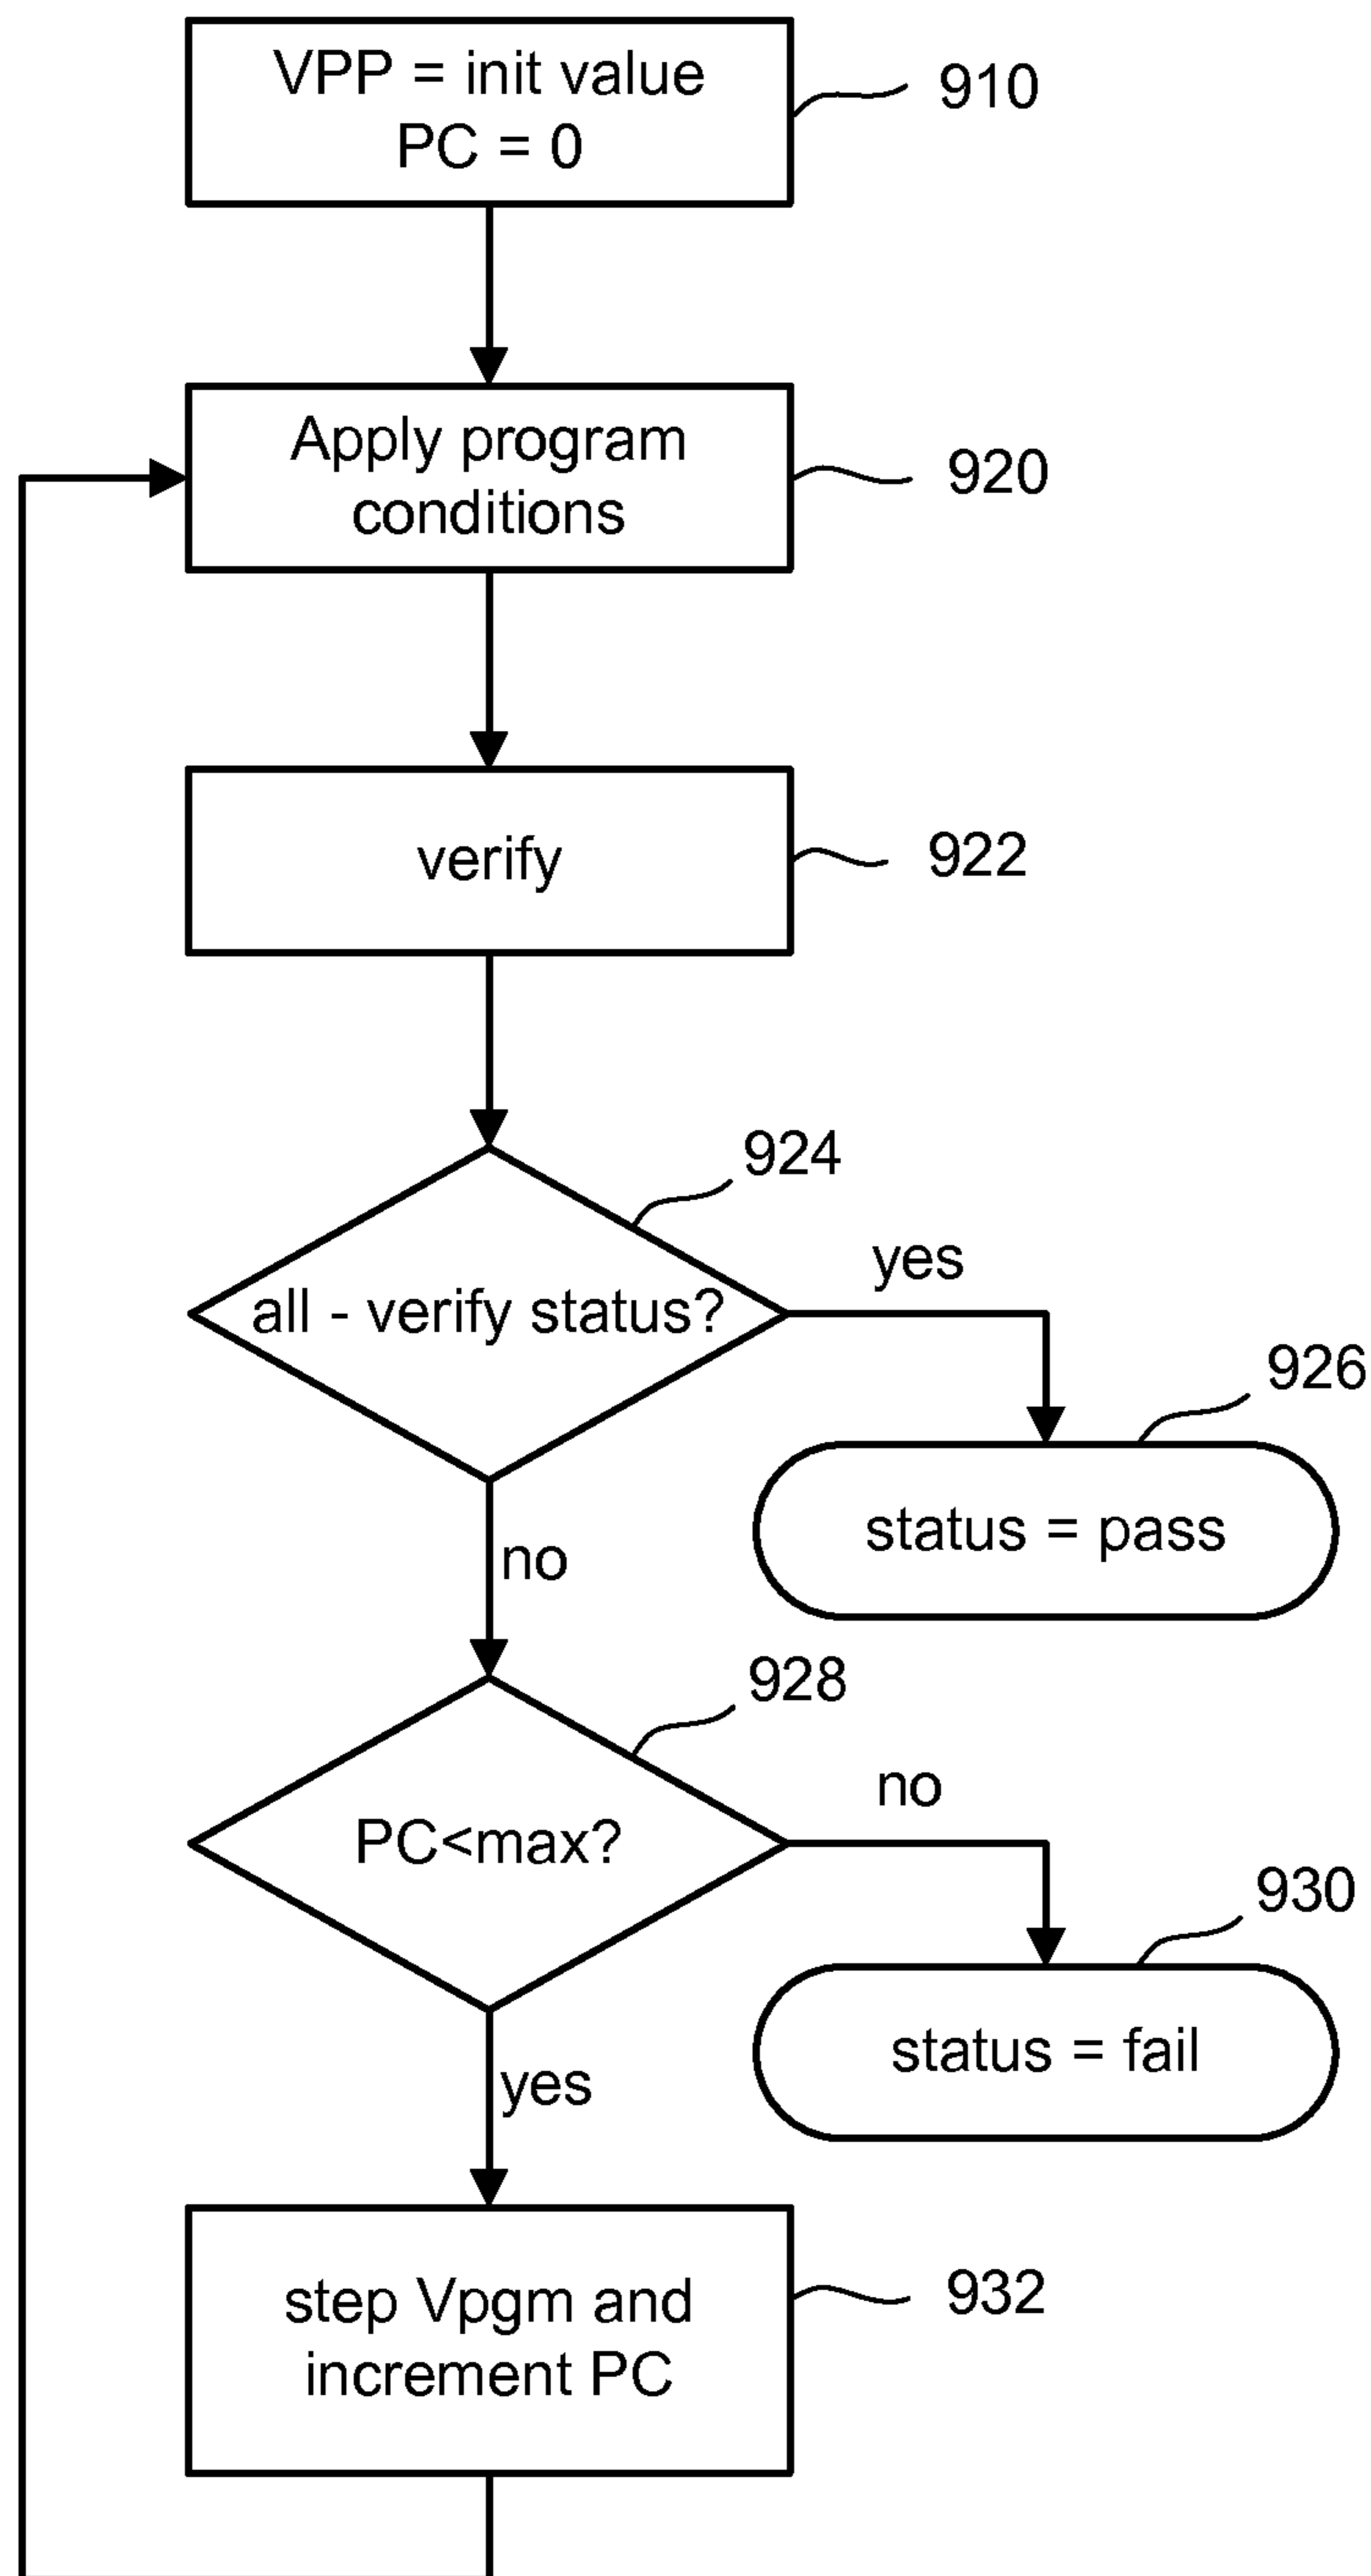 VPP = init value
PC = 0
910
Apply program
conditions
920
verify
922
924
all - verify status?
yes
926
status = pass
no
928
PC<max?
no
930
status = fail
yes
step Vpgm and
increment PC
932